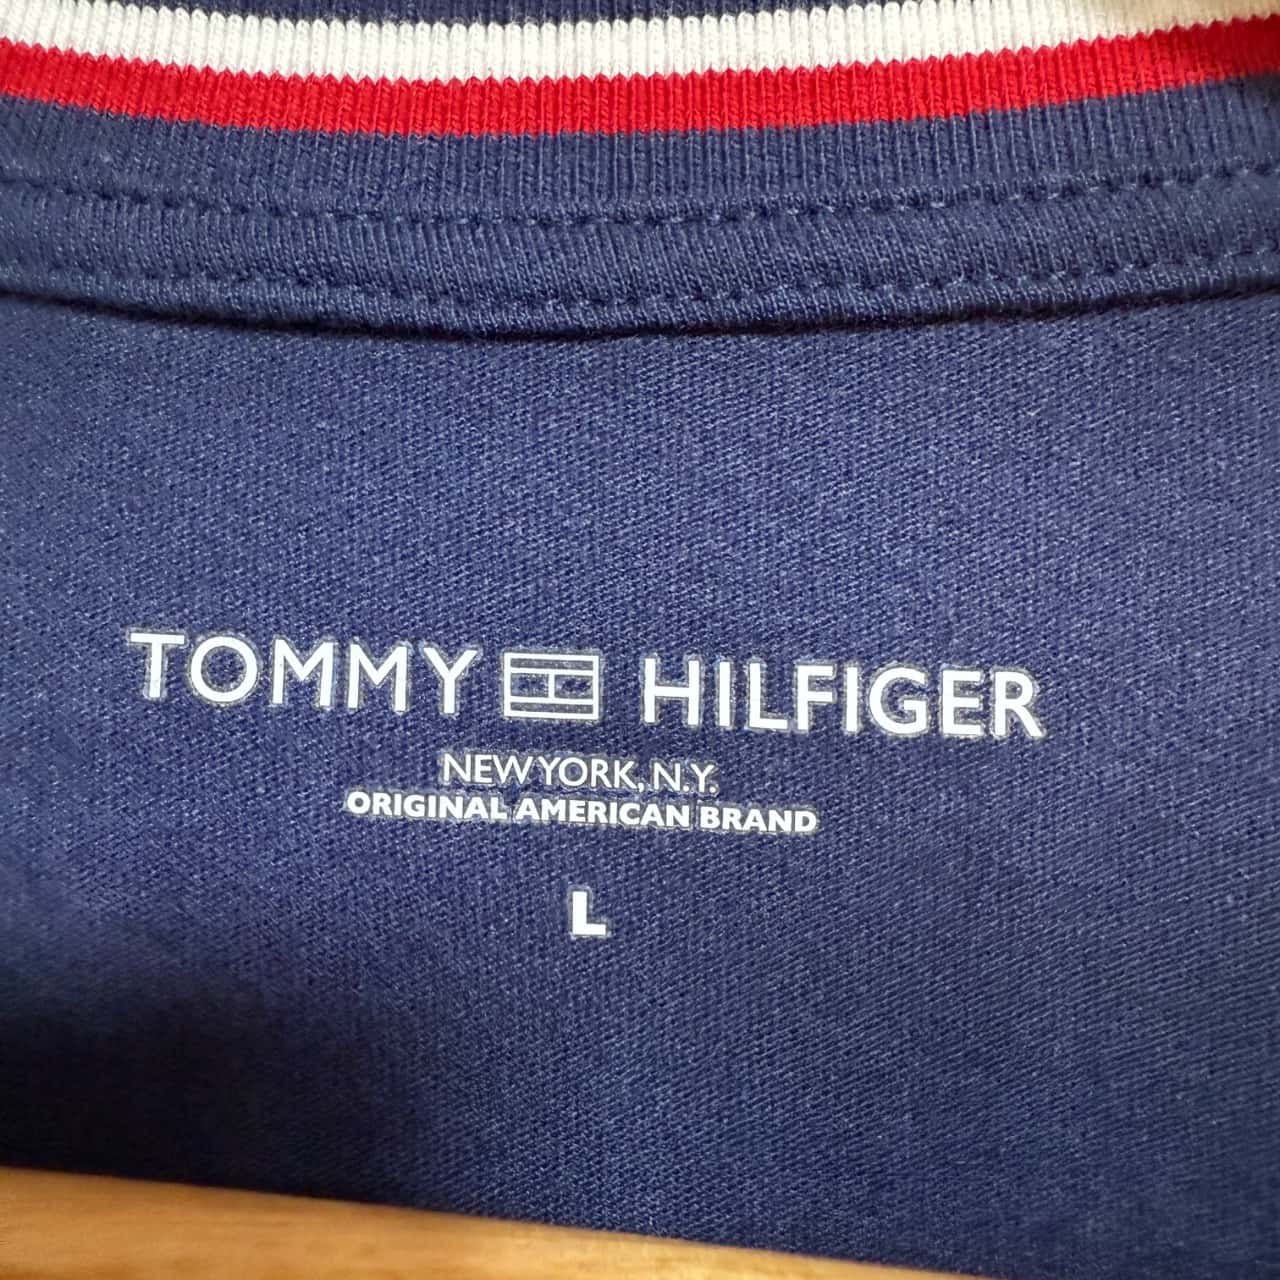 TOMMY HILFIGER
NEW YORK, N.Y.
ORIGINAL AMERICAN BRAND
L